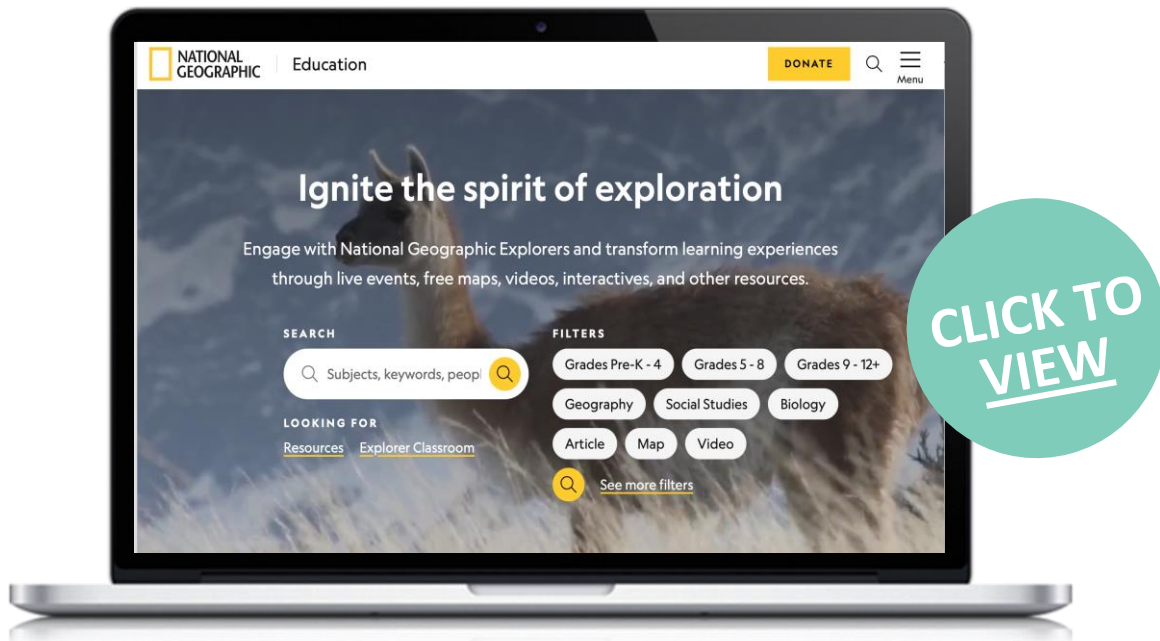 NATIONAL
GEOGRAPHIC
Education
DONATE
Menu
Ignite the spirit of exploration
Engage with National Geographic Explorers and transform learning experiences
through live events, free maps, videos, interactives, and other resources.
SEARCH
Subjects, keywords, peopl
LOOKING FOR
Resources Explorer Classroom
FILTERS
Grades Pre-K - 4 Grades 5 - 8 Grades 9 - 12+
Geography Social Studies Biology
Article Map Video
See more filters
CLICK TO
VIEW